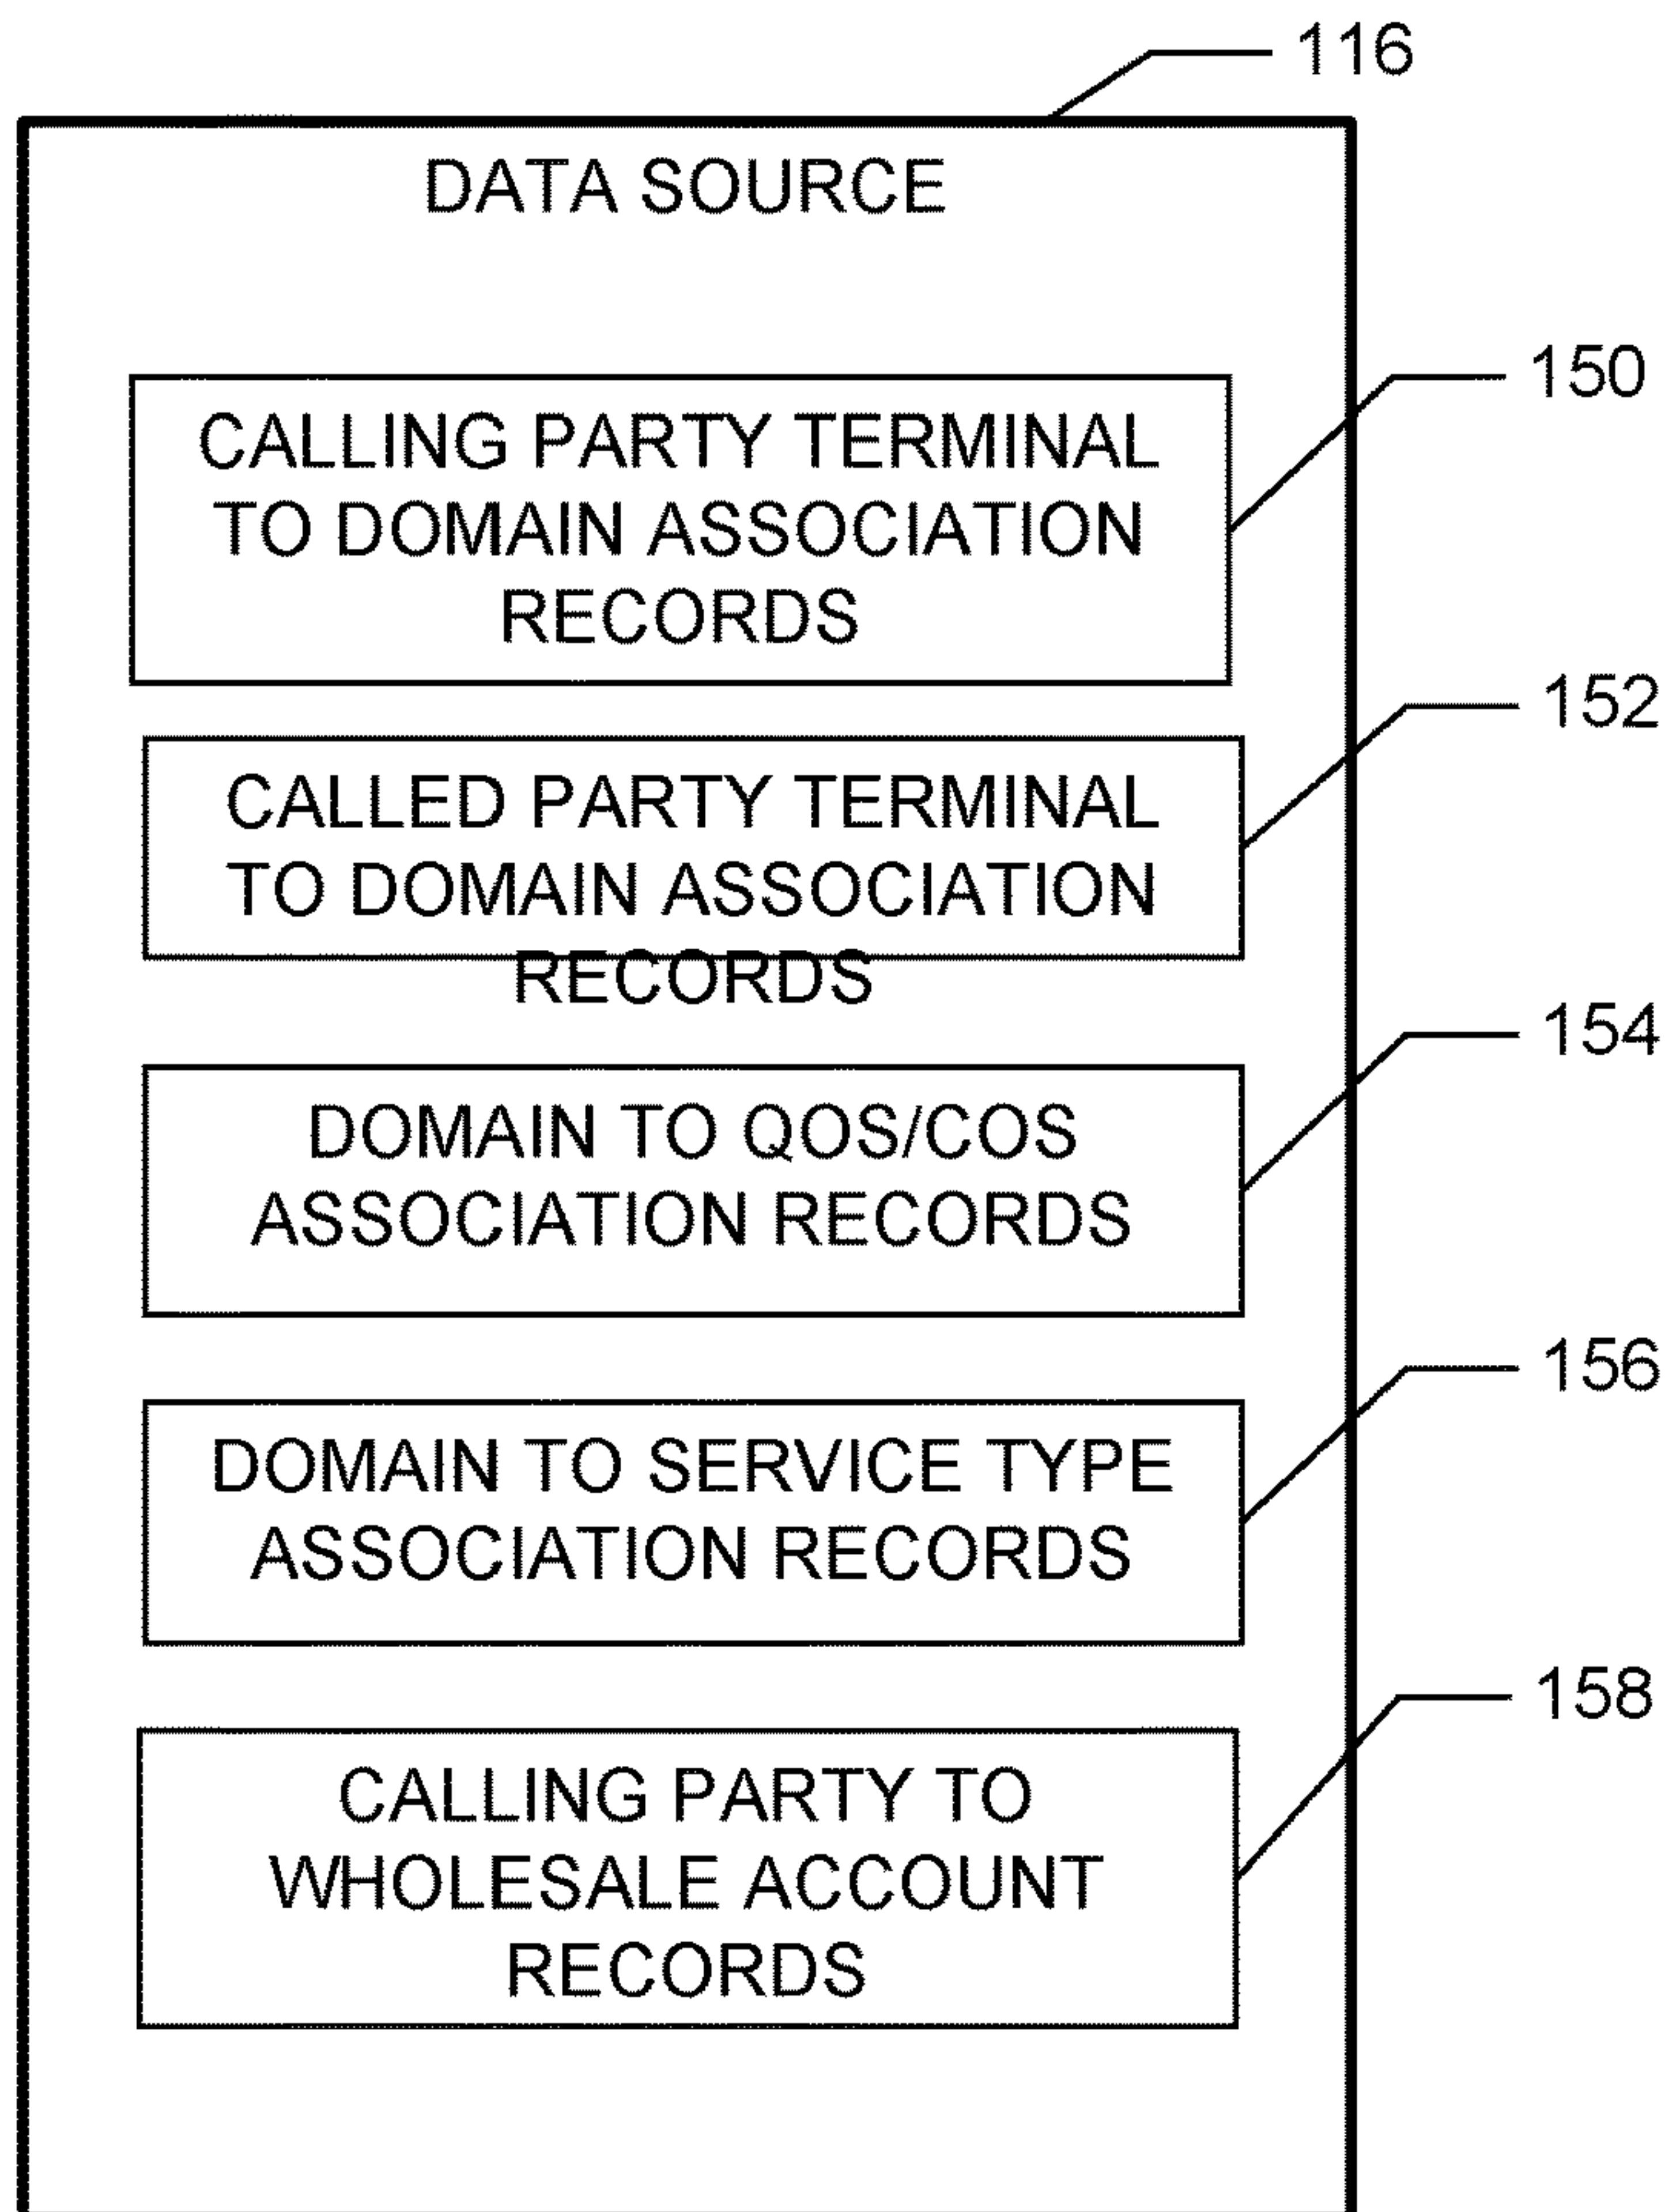 116
DATA SOURCE
150
CALLING PARTY TERMINAL
TO DOMAIN ASSOCIATION
RECORDS
152
CALLED PARTY TERMINAL
TO DOMAIN ASSOCIATION
RECORDS
154
DOMAIN TO QOS/COS
ASSOCIATION RECORDS
156
DOMAIN TO SERVICE TYPE
ASSOCIATION RECORDS
158
CALLING PARTY TO
WHOLESALE ACCOUNT
RECORDS